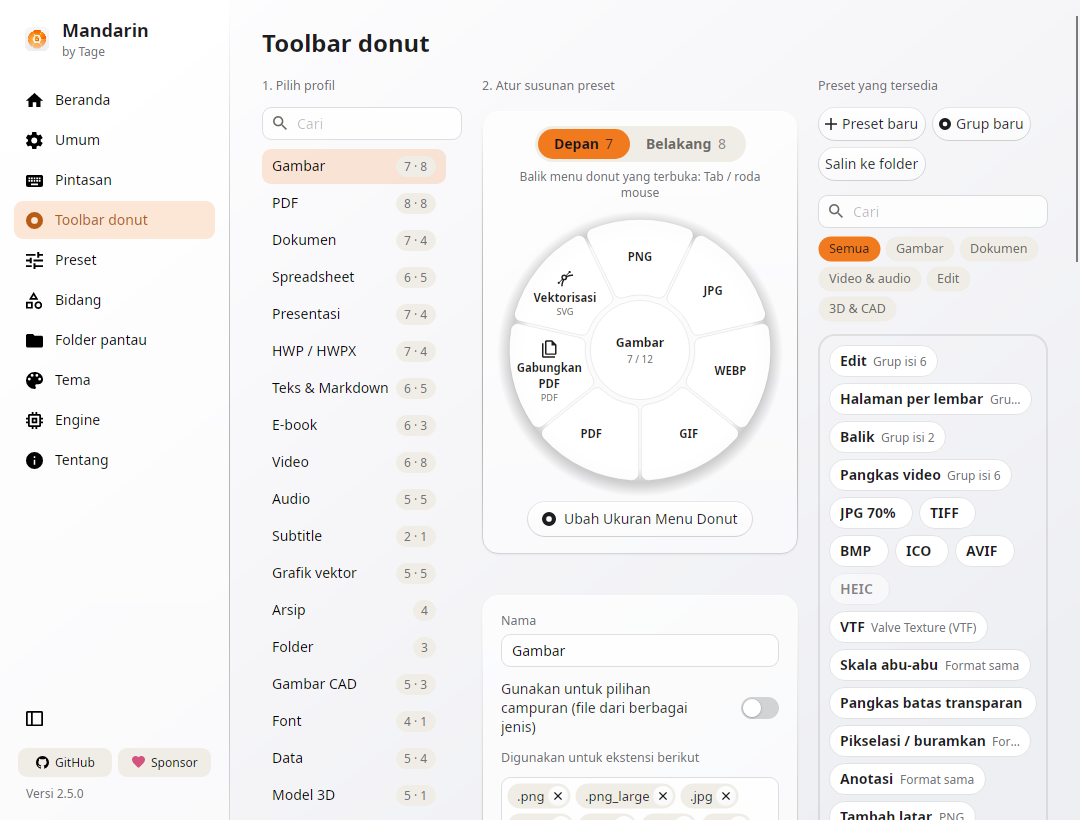 Mandarin
by Tage
Beranda
Umum
Pintasan
Toolbar donut
Preset
Bidang
Folder pantau
Tema
Engine
Tentang
GitHub
Sponsor
Versi 2.5.0
Toolbar donut
1. Pilih profil
Cari
Gambar 7 · 8
PDF 8 · 8
Dokumen 7 · 4
Spreadsheet 6 · 5
Presentasi 7 · 4
HWP / HWPX 7 · 4
Teks & Markdown 6 · 5
E-book 6 · 3
Video 6 · 8
Audio 5 · 5
Subtitle 2 · 1
Grafik vektor 5 · 5
Arsip 4
Folder 3
Gambar CAD 5 · 3
Font 4 · 1
Data 5 · 4
Model 3D 5 · 1
2. Atur susunan preset
Depan 7
Belakang 8
Balik menu donut yang terbuka: Tab / roda
mouse
PNG
JPG
WEBP
GIF
PDF
Gabungkan
PDF
PDF
Vektorisasi
SVG
Gambar
7 / 12
Ubah Ukuran Menu Donut
Nama
Gambar
Gunakan untuk pilihan
campuran (file dari berbagai
jenis)
Digunakan untuk ekstensi berikut
.png
.png_large
.jpg
Preset yang tersedia
Preset baru
Grup baru
Salin ke folder
Cari
Semua
Gambar
Dokumen
Video & audio
Edit
3D & CAD
Edit Grup isi 6
Halaman per lembar Gru...
Balik Grup isi 2
Pangkas video Grup isi 6
JPG 70%
TIFF
BMP
ICO
AVIF
HEIC
VTF Valve Texture (VTF)
Skala abu-abu Format sama
Pangkas batas transparan
Pikselasi / buramkan For...
Anotasi Format sama
Tambah latar PNG